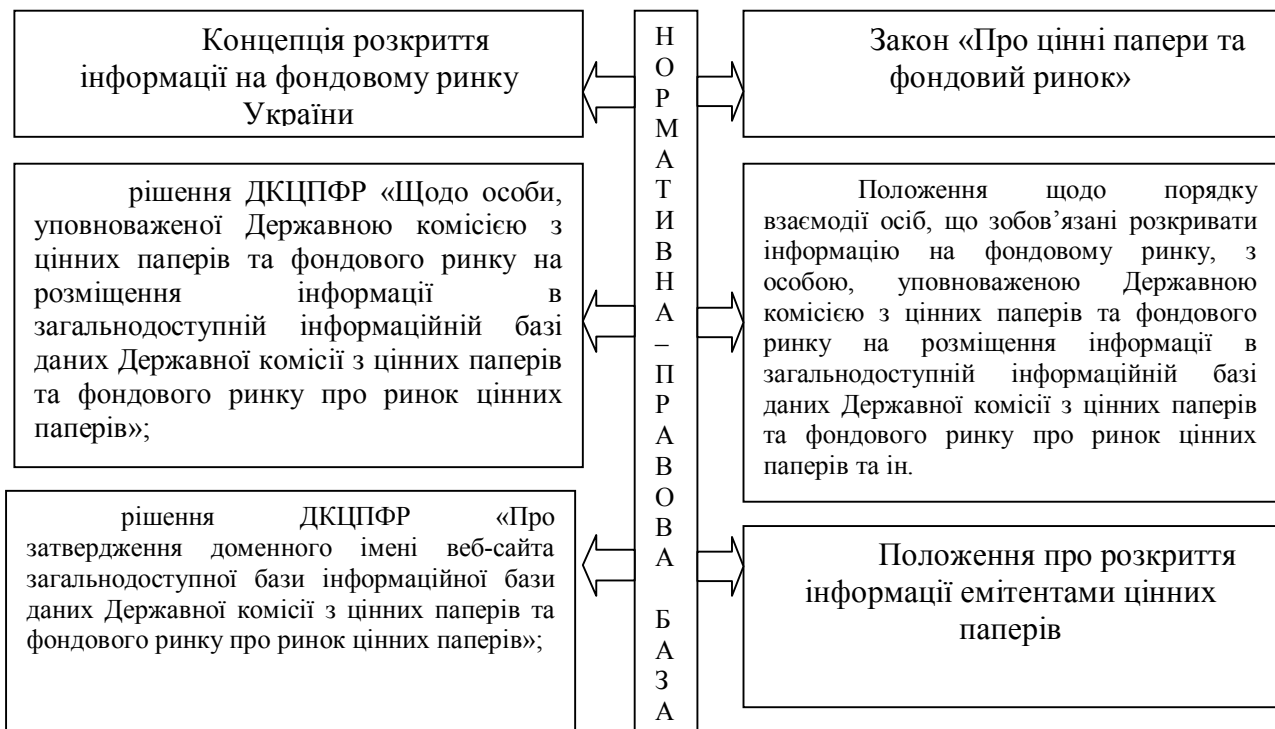 Концепція розкриття
інформації на фондовому ринку
України
рішення ДКЦПФР «Щодо особи,
уповноваженої Державною комісією з
цінних паперів та фондового ринку на
розміщення інформації в
загальнодоступній інформаційній базі
даних Державної комісії з цінних паперів
та фондового ринку про ринок цінних
паперів»;
рішення ДКЦПФР «Про
затвердження доменного імені веб-сайта
загальнодоступної бази інформаційної бази
даних Державної комісії з цінних паперів та
фондового ринку про ринок цінних паперів»;
Н
О
Р
М
А
Т
И
В
Н
А
–
П
Р
А
В
О
В
А
Б
А
З
А
Закон «Про цінні папери та
фондовий ринок»
Положення щодо порядку
взаємодії осіб, що зобов’язані розкривати
інформацію на фондовому ринку, з
особою, уповноваженою Державною
комісією з цінних паперів та фондового
ринку на розміщення інформації в
загальнодоступній інформаційній базі
даних Державної комісії з цінних паперів
та фондового ринку про ринок цінних
паперів та ін.
Положення про розкриття
інформації емітентами цінних
паперів